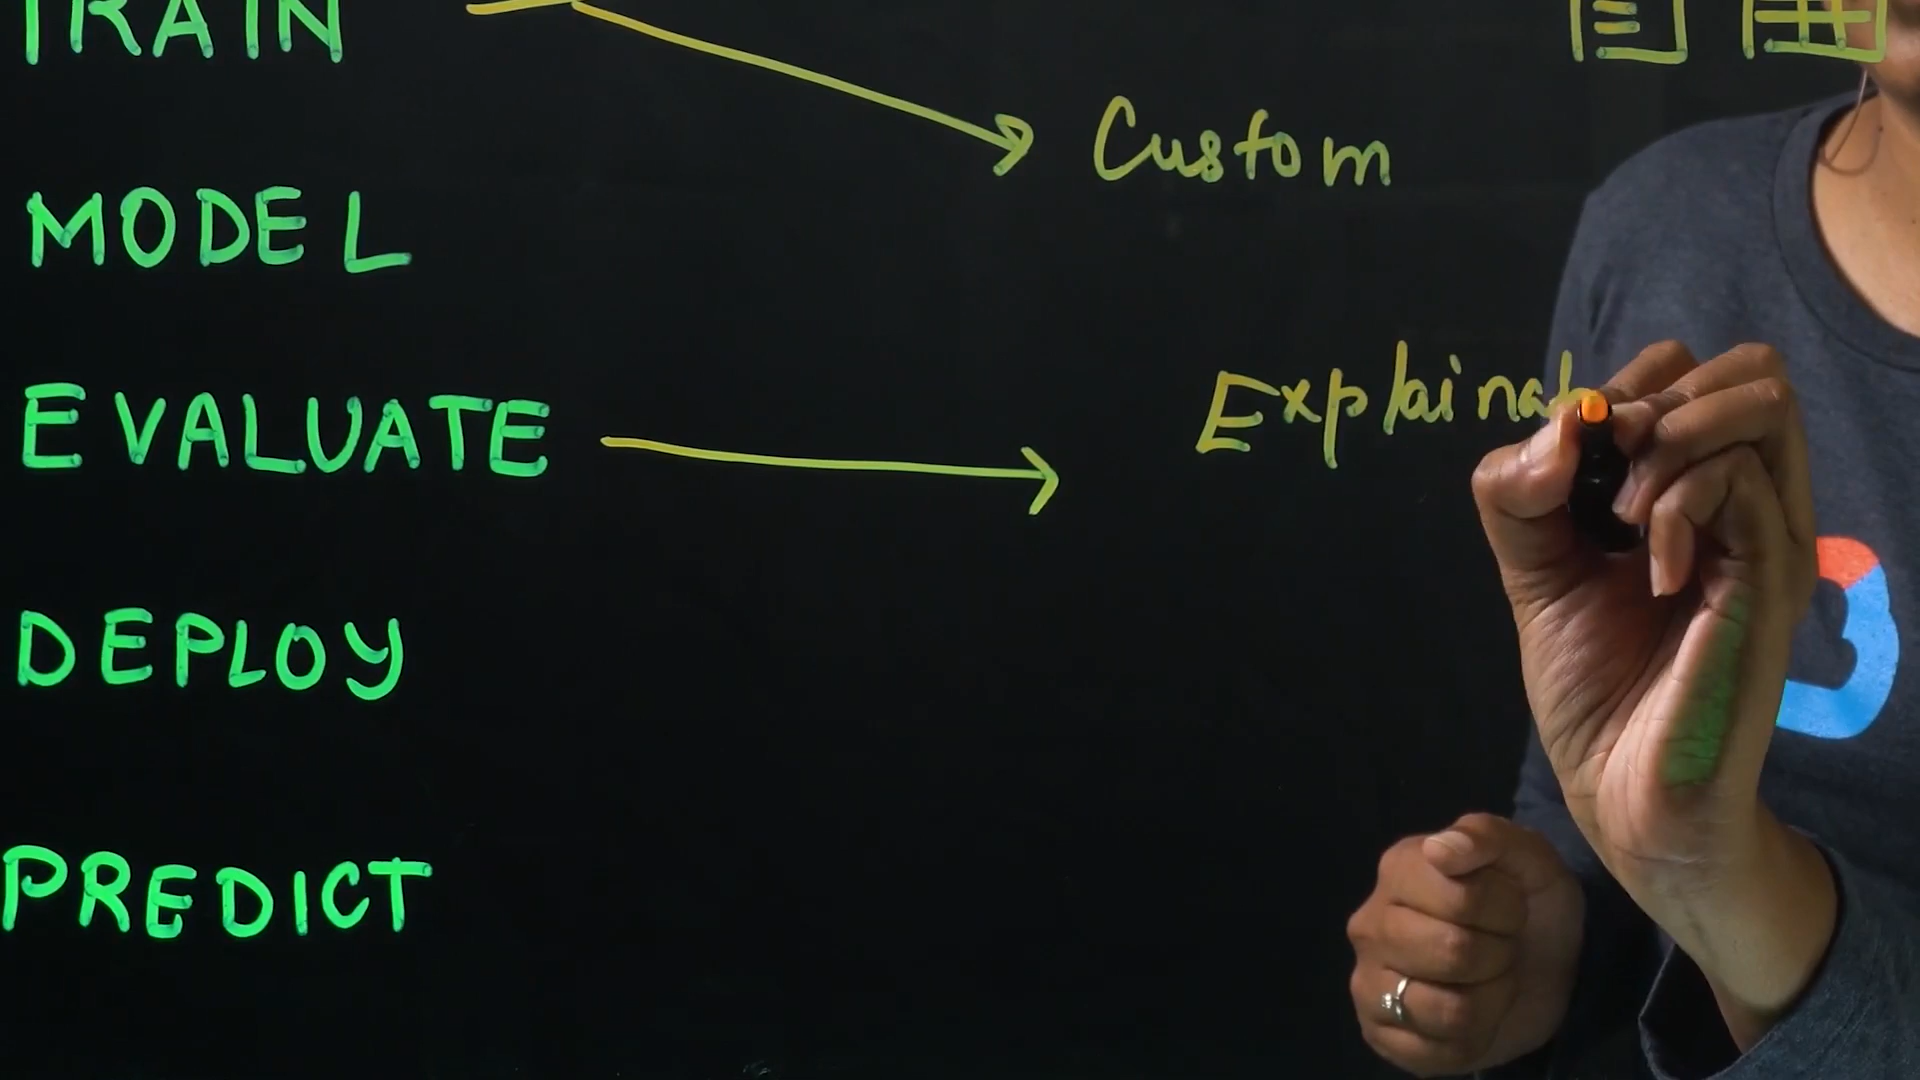 TRAIN
Custom
MODEL
Explainab
EVALUATE
DEPLOY
PREDICT